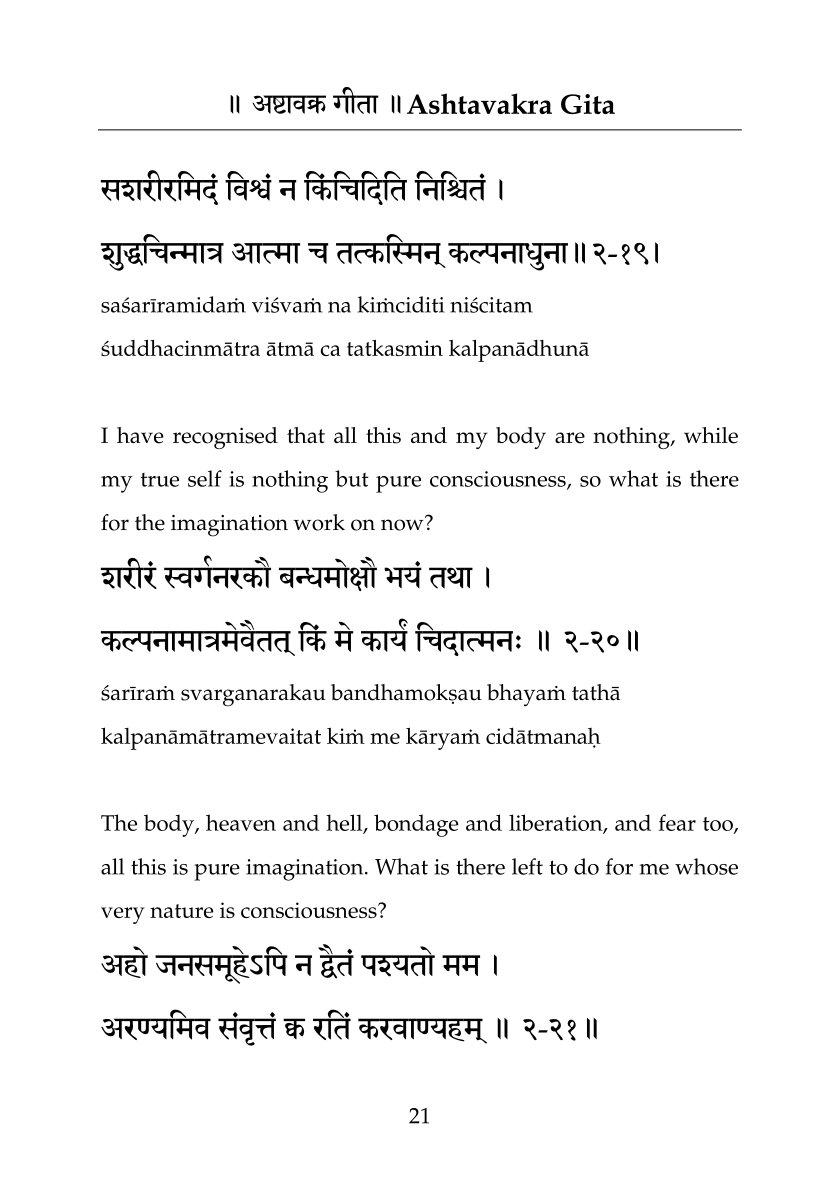 ॥ अष्टावक्र गीता ॥ Ashtavakra Gita
सशरीरमिदं विश्वं न किंचिदिति निश्चितं ।
शुद्धचिन्मात्र आत्मा च तत्कस्मिन् कल्पनाधुना॥ २-१९।
saśarīramidaṁ viśvaṁ na kiṁciditi niścitam
śuddhacinmātra ātmā ca tatkasmin kalpanādhunā
I have recognised that all this and my body are nothing, while
my true self is nothing but pure consciousness, so what is there
for the imagination work on now?
शरीरं स्वर्गनरकौ बन्धमोक्षौ भयं तथा ।
कल्पनामात्रमेवैतत् किं मे कार्यं चिदात्मनः ॥ २-२०॥
śarīraṁ svarganarakau bandhamokṣau bhayaṁ tathā
kalpanāmātramevaitat kiṁ me kāryaṁ cidātmanaḥ
The body, heaven and hell, bondage and liberation, and fear too,
all this is pure imagination. What is there left to do for me whose
very nature is consciousness?
अहो जनसमूहेऽपि न द्वैतं पश्यतो मम ।
अरण्यमिव संवृत्तं क्व रतिं करवाण्यहम् ॥ २-२१॥
21